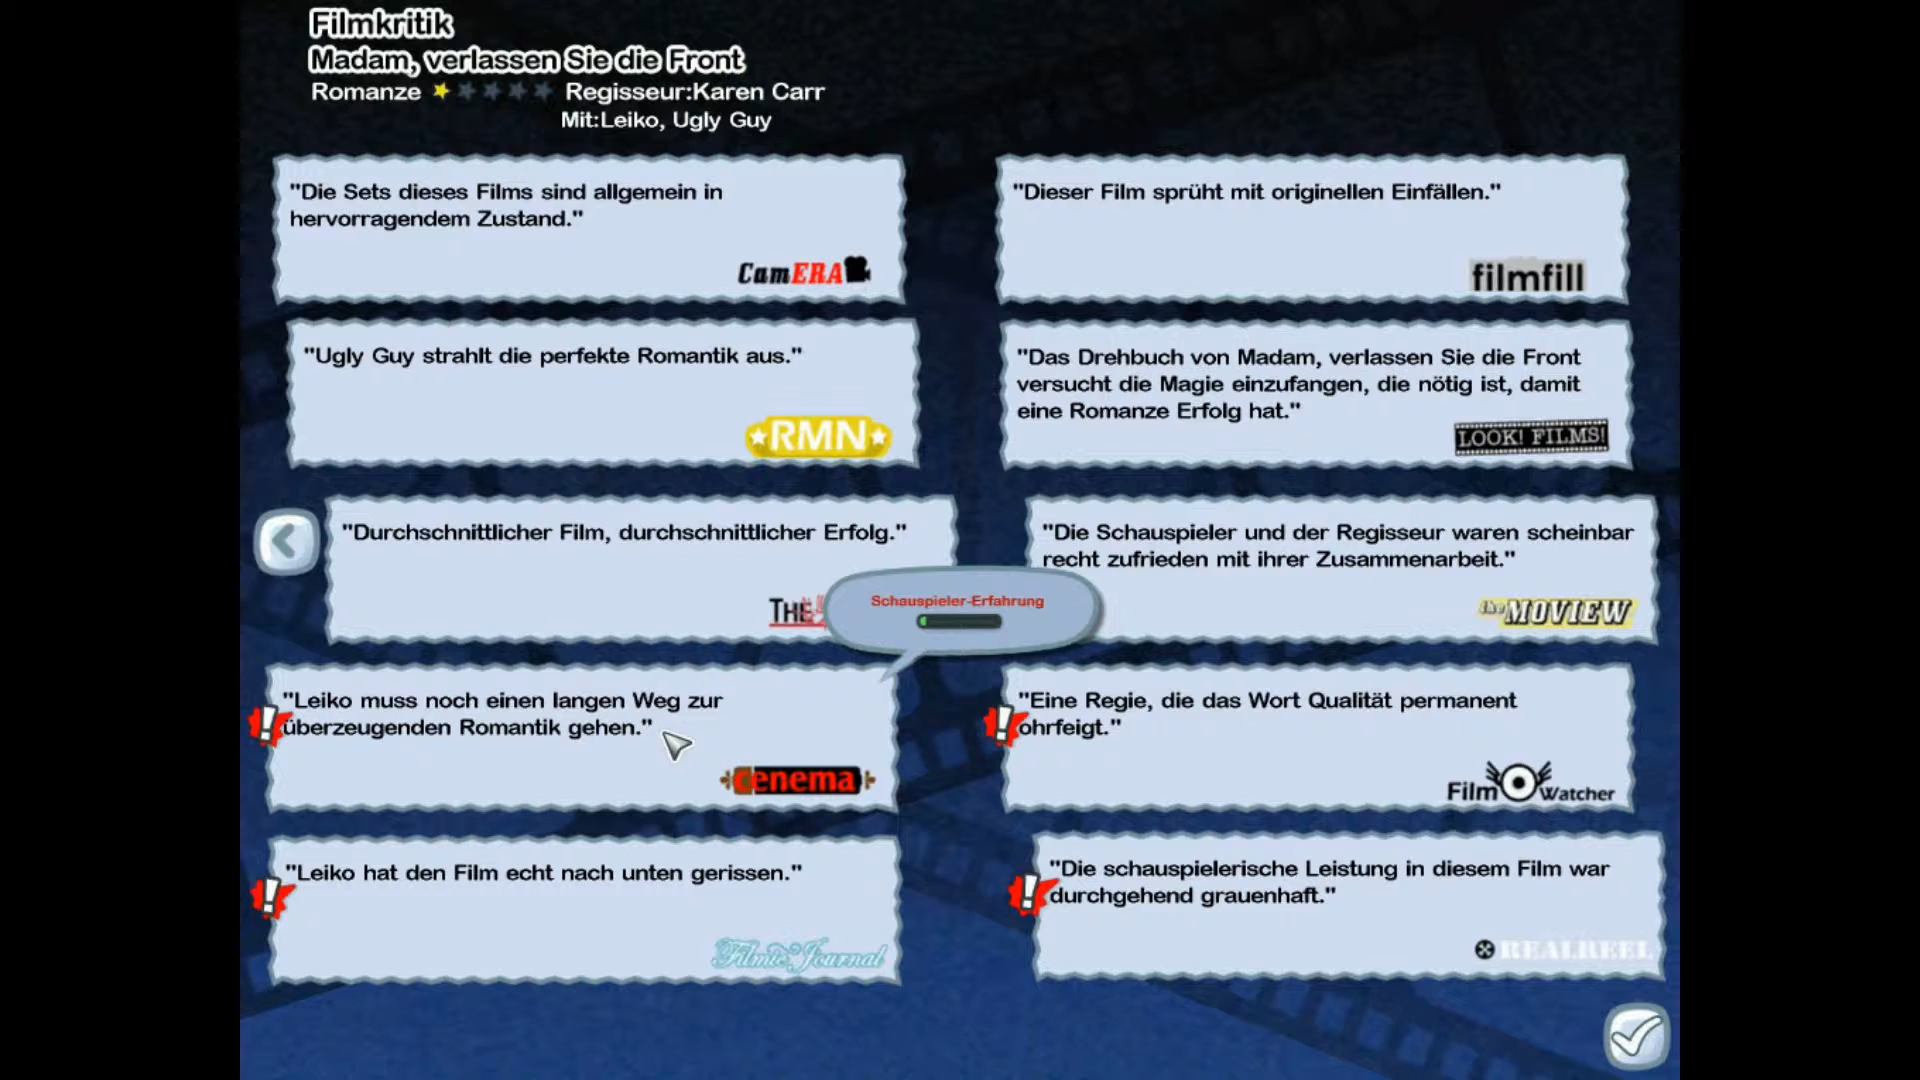 Filmkritik
Madam, verlassen Sie die Front
Romanze Regisseur:Karen Carr
Mit:Leiko, Ugly Guy
"Die Sets dieses Films sind allgemein in
hervorragendem Zustand."
CamERA
"Dieser Film sprüht mit originellen Einfällen."
filmfill
"Ugly Guy strahlt die perfekte Romantik aus."
RMN
"Das Drehbuch von Madam, verlassen Sie die Front
versucht die Magie einzufangen, die nötig ist, damit
eine Romanze Erfolg hat."
LOOK! FILMS!
"Durchschnittlicher Film, durchschnittlicher Erfolg."
THE
"Die Schauspieler und der Regisseur waren scheinbar
recht zufrieden mit ihrer Zusammenarbeit."
the MOVIEW
Schauspieler-Erfahrung
"Leiko muss noch einen langen Weg zur
überzeugenden Romantik gehen."
cenema
"Eine Regie, die das Wort Qualität permanent
ohrfeigt."
Film Watcher
"Leiko hat den Film echt nach unten gerissen."
Filmic Journal
"Die schauspielerische Leistung in diesem Film war
durchgehend grauenhaft."
REALREEL